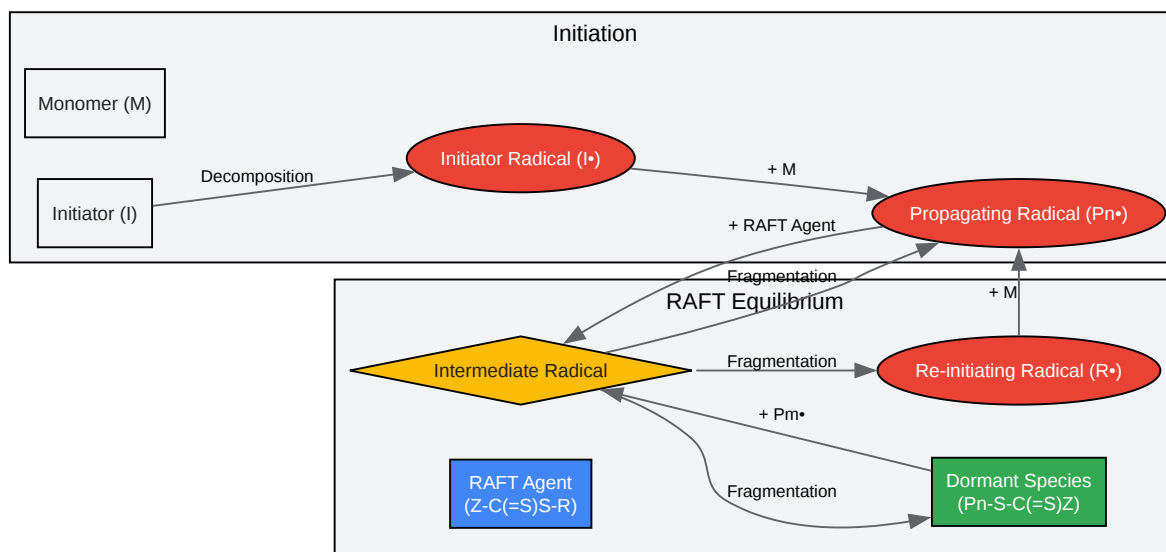 Initiation
Monomer (M)
Initiator (I)
Decomposition
Initiator Radical (I•)
+ M
Propagating Radical (Pn•)
+ RAFT Agent
Fragmentation
RAFT Equilibrium
+ M
Intermediate Radical
Fragmentation
Re-initiating Radical (R•)
+ Pm•
RAFT Agent
(Z-C(=S)S-R)
Fragmentation
Dormant Species
(Pn-S-C(=S)Z)